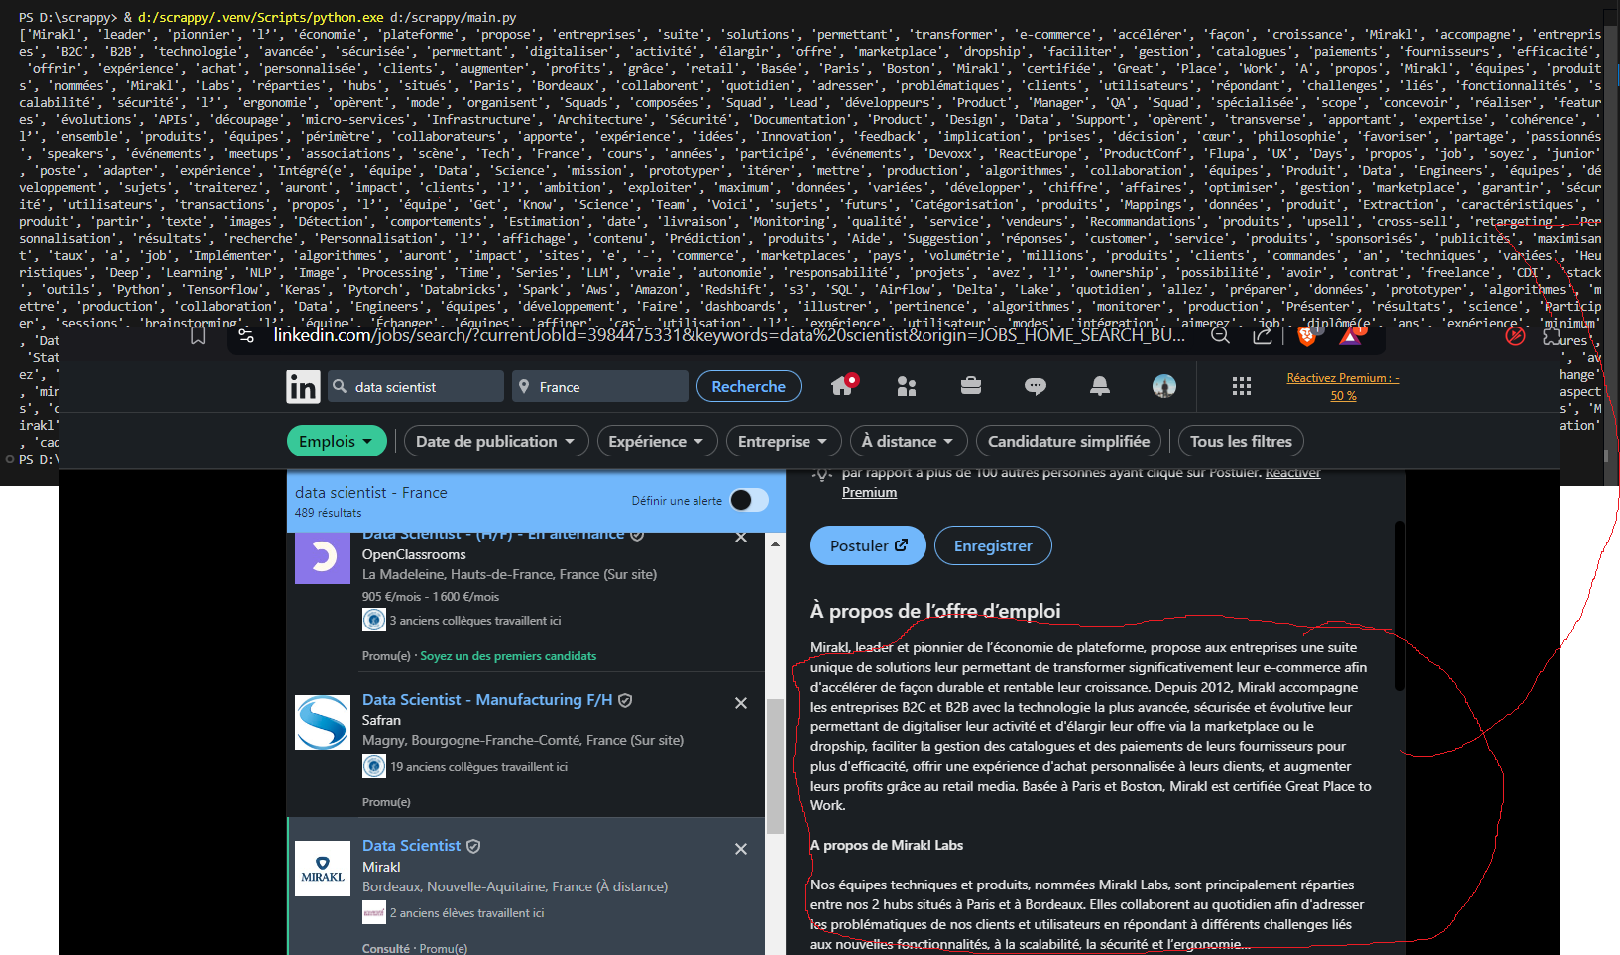 PS D:\scrappy> & d:/scrappy/.venv/Scripts/python.exe d:/scrappy/main.py
['Mirakl', 'leader', 'pionnier', 'l’', 'économie', 'plateforme', 'propose', 'entreprises', 'suite', 'solutions', 'permettant', 'transformer', 'e-commerce', 'accélérer', 'façon', 'croissance', 'Mirakl', 'accompagne', 'entrepris
es', 'B2C', 'B2B', 'technologie', 'avancée', 'sécurisée', 'permettant', 'digitaliser', 'activité', 'élargir', 'offre', 'marketplace', 'dropship', 'faciliter', 'gestion', 'catalogues', 'paiements', 'fournisseurs', 'efficacité'
, 'offrir', 'expérience', 'achat', 'personnalisée', 'clients', 'augmenter', 'profits', 'grâce', 'retail', 'Basée', 'Paris', 'Boston', 'Mirakl', 'certifiée', 'Great', 'Place', 'Work', 'A', 'propos', 'Mirakl', 'équipes', 'produit
s', 'nommées', 'Mirakl', 'Labs', 'réparties', 'hubs', 'situés', 'Paris', 'Bordeaux', 'collaborent', 'quotidien', 'adresser', 'problématiques', 'clients', 'utilisateurs', 'répondant', 'challenges', 'liés', 'fonctionnalités', 's
calabilité', 'sécurité', 'l’', 'ergonomie', 'opèrent', 'mode', 'organisent', 'Squads', 'composées', 'Squad', 'Lead', 'développeurs', 'Product', 'Manager', 'QA', 'Squad', 'spécialisée', 'scope', 'concevoir', 'réaliser', 'featur
es', 'évolutions', 'APIs', 'découpage', 'micro-services', 'Infrastructure', 'Architecture', 'Sécurité', 'Documentation', 'Product', 'Design', 'Data', 'Support', 'opèrent', 'transverse', 'apportant', 'expertise', 'cohérence', '
l’', 'ensemble', 'produits', 'équipes', 'périmètre', 'collaborateurs', 'apporte', 'expérience', 'idées', 'Innovation', 'feedback', 'implication', 'prises', 'décision', 'cœur', 'philosophie', 'favoriser', 'partage', 'passionnés
', 'speakers', 'événements', 'meetups', 'associations', 'scène', 'Tech', 'France', 'cours', 'années', 'participé', 'événements', 'Devoxx', 'ReactEurope', 'ProductConf', 'Flupa', 'UX', 'Days', 'propos', 'job', 'soyez', 'junior'
, 'poste', 'adapter', 'expérience', 'Intégré(e', 'équipe', 'Data', 'Science', 'mission', 'prototyper', 'itérer', 'mettre', 'production', 'algorithmes', 'collaboration', 'équipes', 'Produit', 'Data', 'Engineers', 'équipes', 'dé
veloppement', 'sujets', 'traiterez', 'auront', 'impact', 'clients', 'l’', 'ambition', 'exploiter', 'maximum', 'données', 'variées', 'développer', 'chiffre', 'affaires', 'optimiser', 'gestion', 'marketplace', 'garantir', 'sécur
ité', 'utilisateurs', 'transactions', 'propos', 'l’', 'équipe', 'Get', 'Know', 'Science', 'Team', 'Voici', 'sujets', 'futurs', 'Catégorisation', 'produits', 'Mappings', 'données', 'produit', 'Extraction', 'caractéristiques', '
produit', 'partir', 'texte', 'images', 'Détection', 'comportements', 'Estimation', 'date', 'livraison', 'Monitoring', 'qualité', 'service', 'vendeurs', 'Recommandations', 'produits', 'upsell', 'cross-sell', 'retargeting', 'Per
sonnalisation', 'résultats', 'recherche', 'Personnalisation', 'l’', 'affichage', 'contenu', 'Prédiction', 'produits', 'Aide', 'Suggestion', 'réponses', 'customer', 'service', 'produits', 'sponsorisés', 'publicités', 'maximisan
t', 'taux', 'a', 'job', 'Implémenter', 'algorithmes', 'auront', 'impact', 'sites', 'e', '-', 'commerce', 'marketplaces', 'pays', 'volumétrie', 'millions', 'produits', 'clients', 'commandes', 'an', 'techniques', 'variées', 'Heu
ristiques', 'Deep', 'Learning', 'NLP', 'Image', 'Processing', 'Time', 'Series', 'LLM', 'vraie', 'autonomie', 'responsabilité', 'projets', 'avez', 'l’', 'ownership', 'possibilité', 'avoir', 'contrat', 'freelance', 'CDI', 'stack
', 'outils', 'Python', 'Tensorflow', 'Keras', 'Pytorch', 'Databricks', 'Spark', 'Aws', 'Amazon', 'Redshift', 's3', 'SQL', 'Airflow', 'Delta', 'Lake', 'quotidien', 'allez', 'préparer', 'données', 'prototyper', 'algorithmes', 'm
ettre', 'production', 'collaboration', 'Data', 'Engineers', 'équipes', 'développement', 'Faire', 'dashboards', 'illustrer', 'pertinence', 'algorithmes', 'monitorer', 'production', 'Présenter', 'résultats', 'science', 'Particip
er', 'sessions', 'brainstorming', 'l’', 'équipe', 'Échanger', 'équipes', 'affiner', 'cas', 'utilisation', 'l’', 'expérience', 'utilisateur', 'modes', 'intégration', 'aimerez', 'job', 'diplômé(e', 'ans', 'expérience', 'minimum'
PS D:\
linkedin.com/jobs/search/?currentJobId=3984475331&keywords=data%20scientist&origin=JOBS_HOME_SEARCH_BU...
in
data scientist
France
Recherche
Réactivez Premium : -
50 %
Emplois
Date de publication
Expérience
Entreprise
À distance
Candidature simplifiée
Tous les filtres
data scientist - France
489 résultats
Définir une alerte
Data Scientist - (H/F) - En alternance
OpenClassrooms
La Madeleine, Hauts-de-France, France (Sur site)
905 €/mois - 1 600 €/mois
3 anciens collègues travaillent ici
Promu(e) · Soyez un des premiers candidats
Data Scientist - Manufacturing F/H
Safran
Magny, Bourgogne-Franche-Comté, France (Sur site)
19 anciens collègues travaillent ici
Promu(e)
Data Scientist
Mirakl
MIRAKL
Bordeaux, Nouvelle-Aquitaine, France (À distance)
2 anciens élèves travaillent ici
Consulté · Promu(e)
par rapport à plus de 100 autres personnes ayant cliqué sur Postuler. Réactiver
Premium
Postuler
Enregistrer
À propos de l’offre d’emploi
Mirakl, leader et pionnier de l’économie de plateforme, propose aux entreprises une suite
unique de solutions leur permettant de transformer significativement leur e-commerce afin
d'accélérer de façon durable et rentable leur croissance. Depuis 2012, Mirakl accompagne
les entreprises B2C et B2B avec la technologie la plus avancée, sécurisée et évolutive leur
permettant de digitaliser leur activité et d'élargir leur offre via la marketplace ou le
dropship, faciliter la gestion des catalogues et des paiements de leurs fournisseurs pour
plus d'efficacité, offrir une expérience d'achat personnalisée à leurs clients, et augmenter
leurs profits grâce au retail media. Basée à Paris et Boston, Mirakl est certifiée Great Place to
Work.
A propos de Mirakl Labs
Nos équipes techniques et produits, nommées Mirakl Labs, sont principalement réparties
entre nos 2 hubs situés à Paris et à Bordeaux. Elles collaborent au quotidien afin d'adresser
les problématiques de nos clients et utilisateurs en répondant à différents challenges liés
aux nouvelles fonctionnalités, à la scalabilité, la sécurité et l’ergonomie...